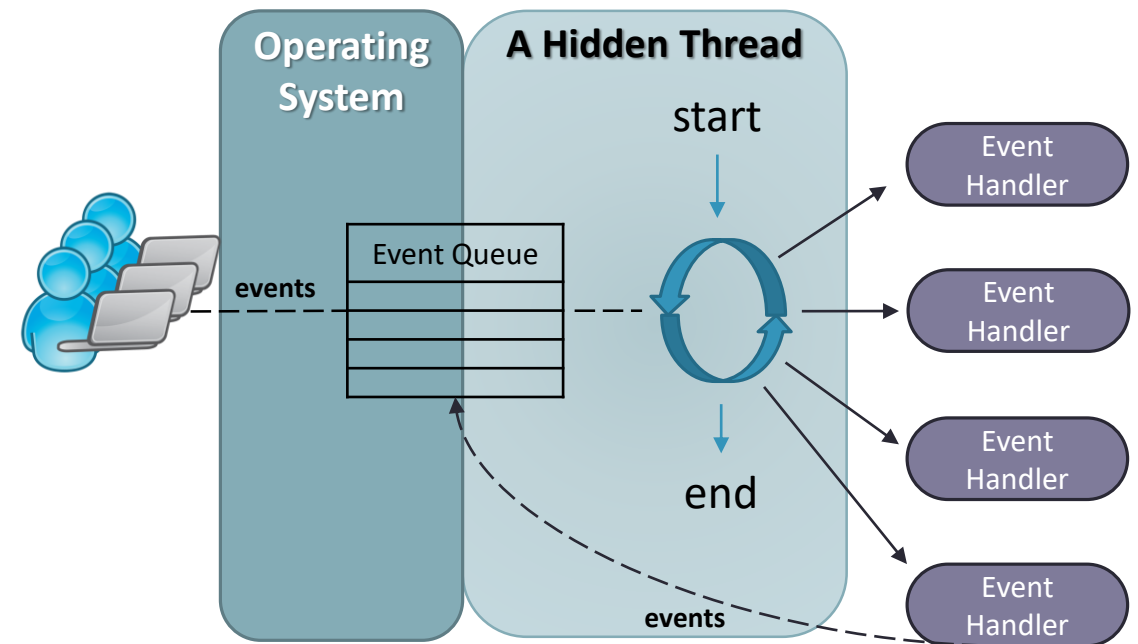 Operating
System
A Hidden Thread
start
Event
Handler
Event Queue
events
Event
Handler
Event
Handler
end
Event
Handler
events